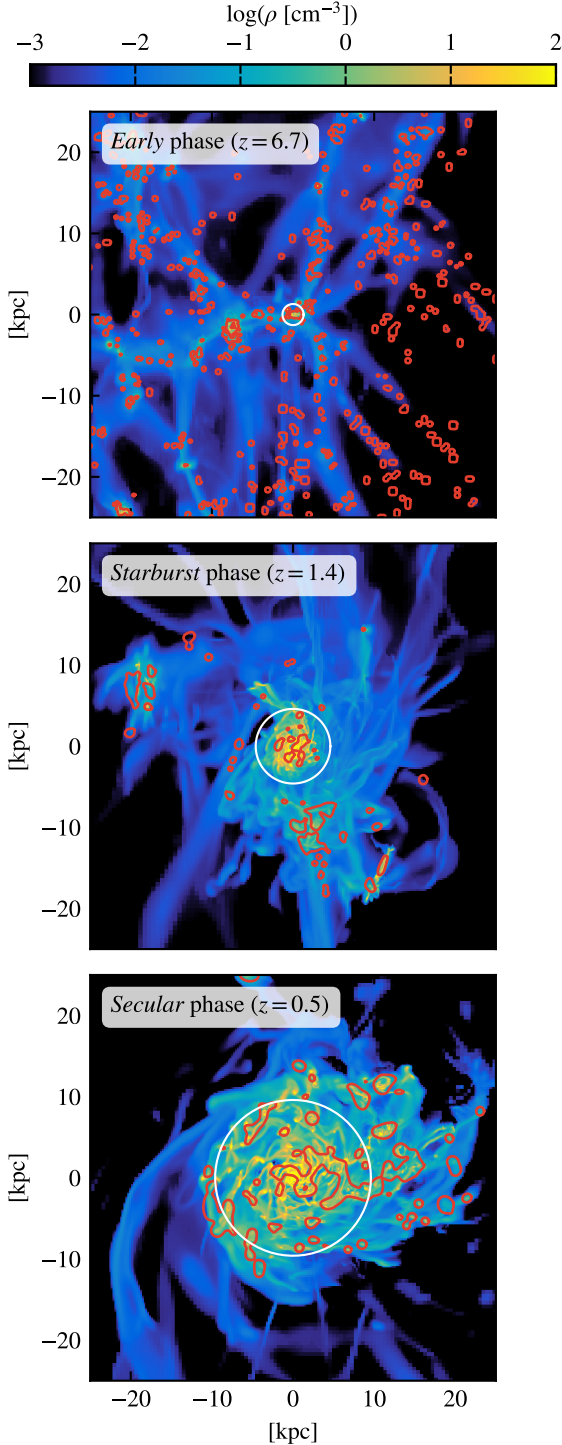 log(ρ [cm⁻³])
−3 −2 −1 0 1 2
Early phase (z = 6.7)
20
10
0
−10
−20
[kpc]
Starburst phase (z = 1.4)
20
10
0
−10
−20
[kpc]
Secular phase (z = 0.5)
20
10
0
−10
−20
[kpc]
−20 −10 0 10 20
[kpc]